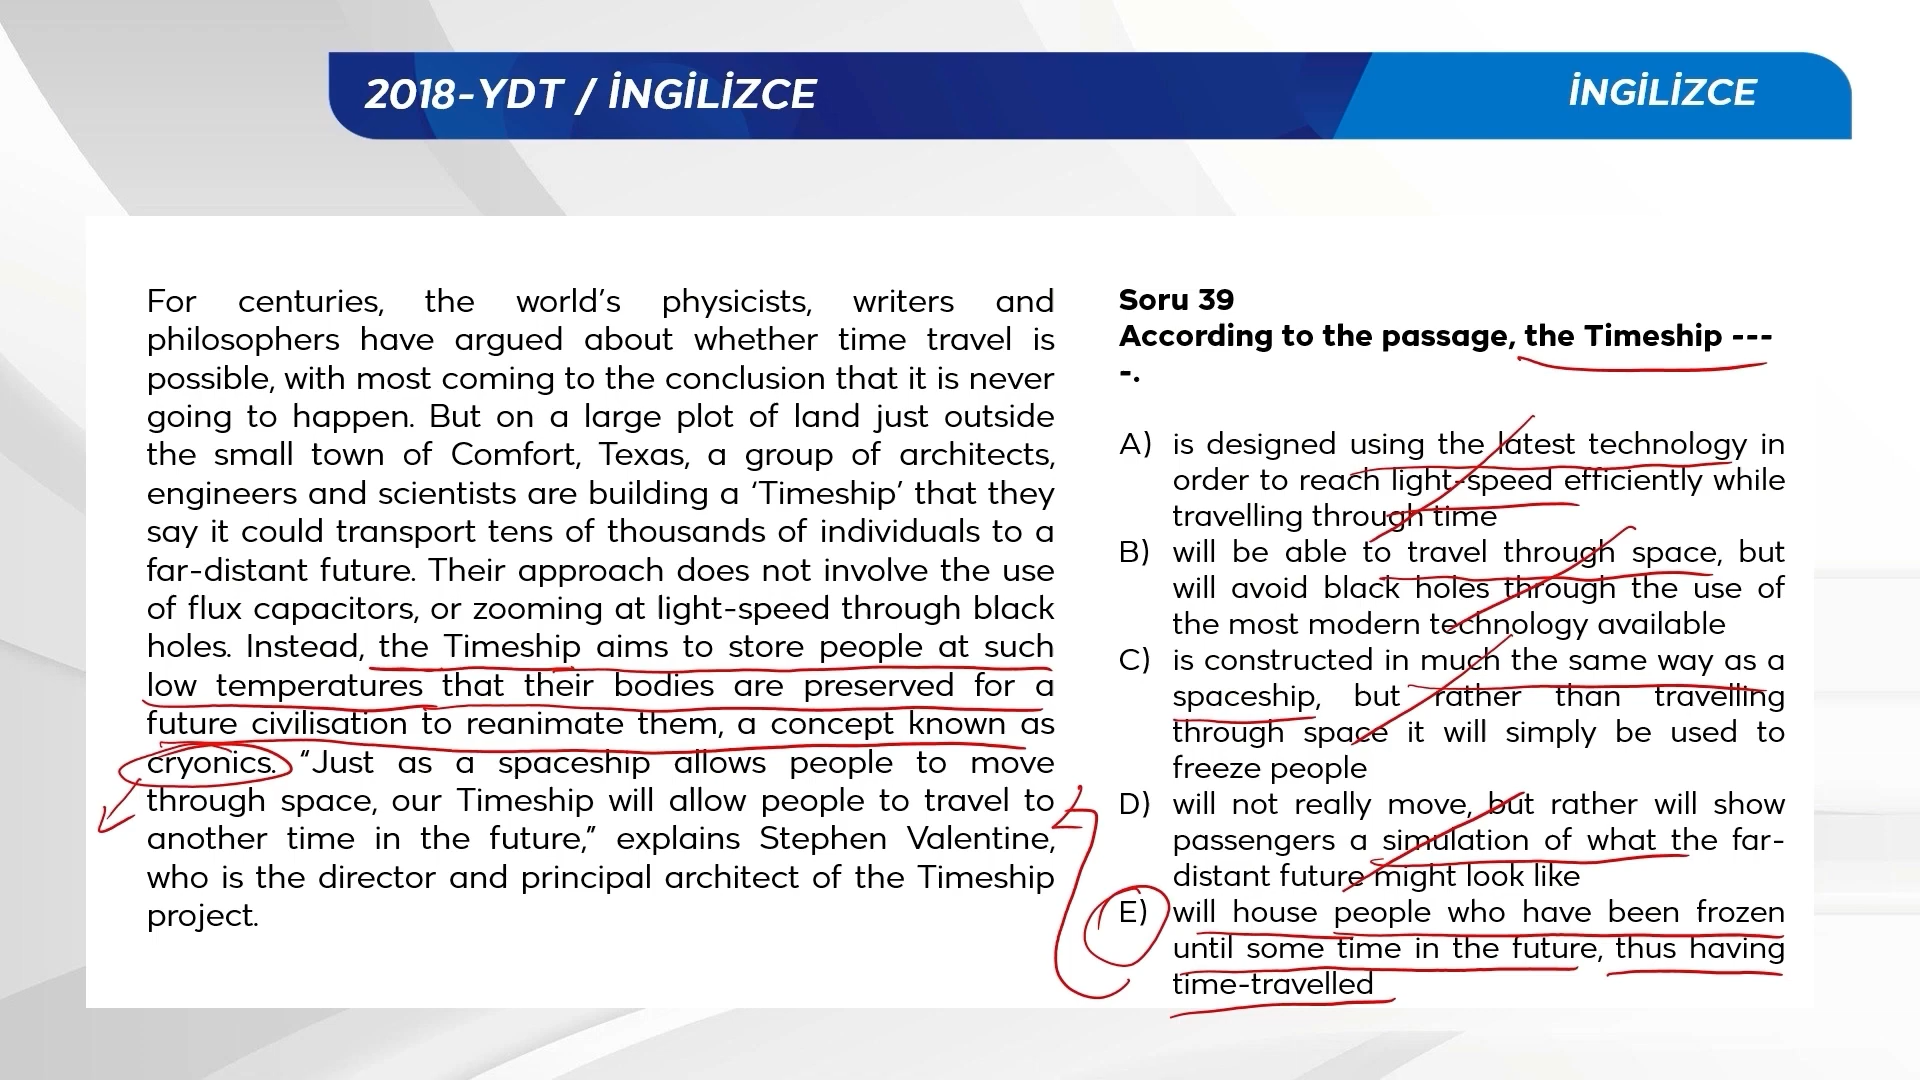 2018-YDT / İNGİLİZCE
İNGİLİZCE
For centuries, the world's physicists, writers and
philosophers have argued about whether time travel is
possible, with most coming to the conclusion that it is never
going to happen. But on a large plot of land just outside
the small town of Comfort, Texas, a group of architects,
engineers and scientists are building a 'Timeship' that they
say it could transport tens of thousands of individuals to a
far-distant future. Their approach does not involve the use
of flux capacitors, or zooming at light-speed through black
holes. Instead, the Timeship aims to store people at such
low temperatures that their bodies are preserved for a
future civilisation to reanimate them, a concept known as
cryonics. “Just as a spaceship allows people to move
through space, our Timeship will allow people to travel to
another time in the future,” explains Stephen Valentine,
who is the director and principal architect of the Timeship
project.
Soru 39
According to the passage, the Timeship ---
-.
A) is designed using the latest technology in
order to reach light-speed efficiently while
travelling through time
B) will be able to travel through space, but
will avoid black holes through the use of
the most modern technology available
C) is constructed in much the same way as a
spaceship, but rather than travelling
through space it will simply be used to
freeze people
D) will not really move, but rather will show
passengers a simulation of what the far-
distant future might look like
E) will house people who have been frozen
until some time in the future, thus having
time-travelled